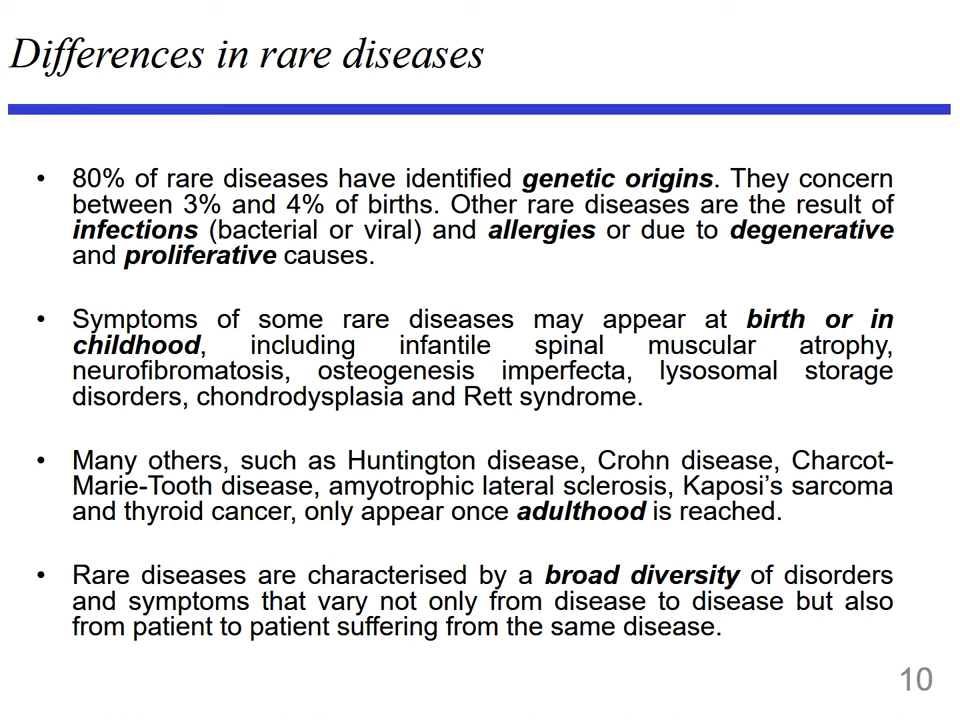 Differences in rare diseases
• 80% of rare diseases have identified genetic origins. They concern
between 3% and 4% of births. Other rare diseases are the result of
infections (bacterial or viral) and allergies or due to degenerative
and proliferative causes.
• Symptoms of some rare diseases may appear at birth or in
childhood, including infantile spinal muscular atrophy,
neurofibromatosis, osteogenesis imperfecta, lysosomal storage
disorders, chondrodysplasia and Rett syndrome.
• Many others, such as Huntington disease, Crohn disease, Charcot-
Marie-Tooth disease, amyotrophic lateral sclerosis, Kaposi’s sarcoma
and thyroid cancer, only appear once adulthood is reached.
• Rare diseases are characterised by a broad diversity of disorders
and symptoms that vary not only from disease to disease but also
from patient to patient suffering from the same disease.
10